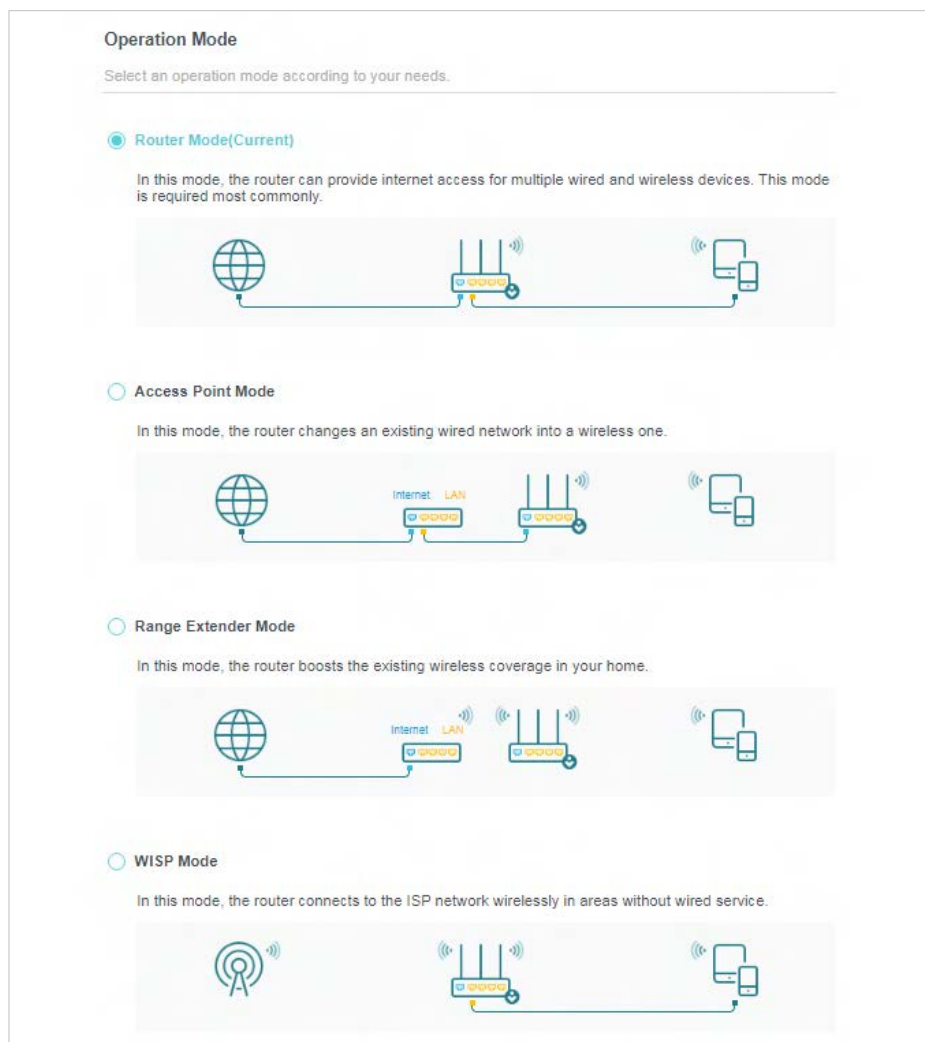 Operation Mode
Select an operation mode according to your needs.
Router Mode(Current)
In this mode, the router can provide internet access for multiple wired and wireless devices. This mode
is required most commonly.
Access Point Mode
In this mode, the router changes an existing wired network into a wireless one.
Internet LAN
Range Extender Mode
In this mode, the router boosts the existing wireless coverage in your home.
Internet LAN
WISP Mode
In this mode, the router connects to the ISP network wirelessly in areas without wired service.